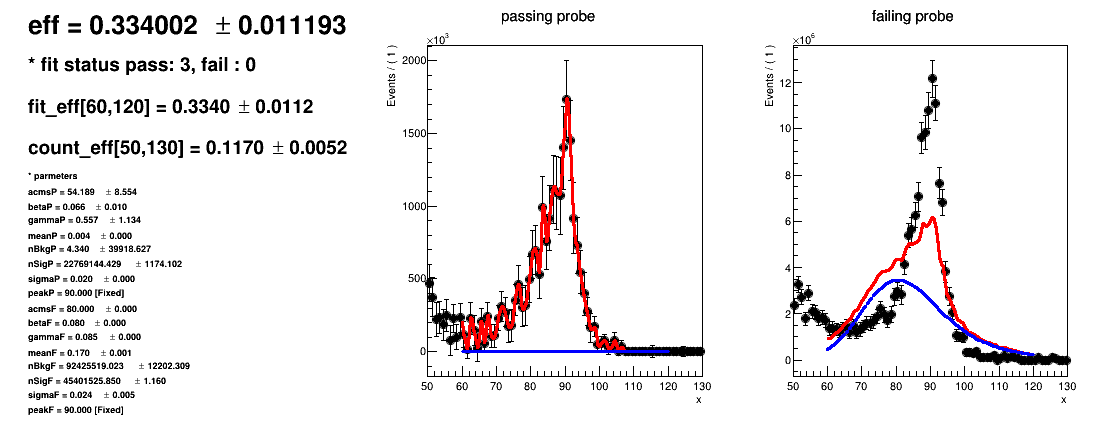 eff = 0.334002 ± 0.011193
* fit status pass: 3, fail : 0
fit_eff[60,120] = 0.3340 ± 0.0112
count_eff[50,130] = 0.1170 ± 0.0052
* parmeters
acmsP = 54.189 ± 8.554
betaP = 0.066 ± 0.010
gammaP = 0.557 ± 1.134
meanP = 0.004 ± 0.000
nBkgP = 4.340 ± 39918.627
nSigP = 22769144.429 ± 1174.102
sigmaP = 0.020 ± 0.000
peakP = 90.000 [Fixed]
acmsF = 80.000 ± 0.000
betaF = 0.080 ± 0.000
gammaF = 0.085 ± 0.000
meanF = 0.170 ± 0.001
nBkgF = 92425519.023 ± 12202.309
nSigF = 45401525.850 ± 1.160
sigmaF = 0.024 ± 0.005
peakF = 90.000 [Fixed]
passing probe
×10³
Events / ( 1 )
2000
1500
1000
500
0
50 60 70 80 90 100 110 120 130
x
failing probe
×10⁶
Events / ( 1 )
12
10
8
6
4
2
0
50 60 70 80 90 100 110 120 130
x